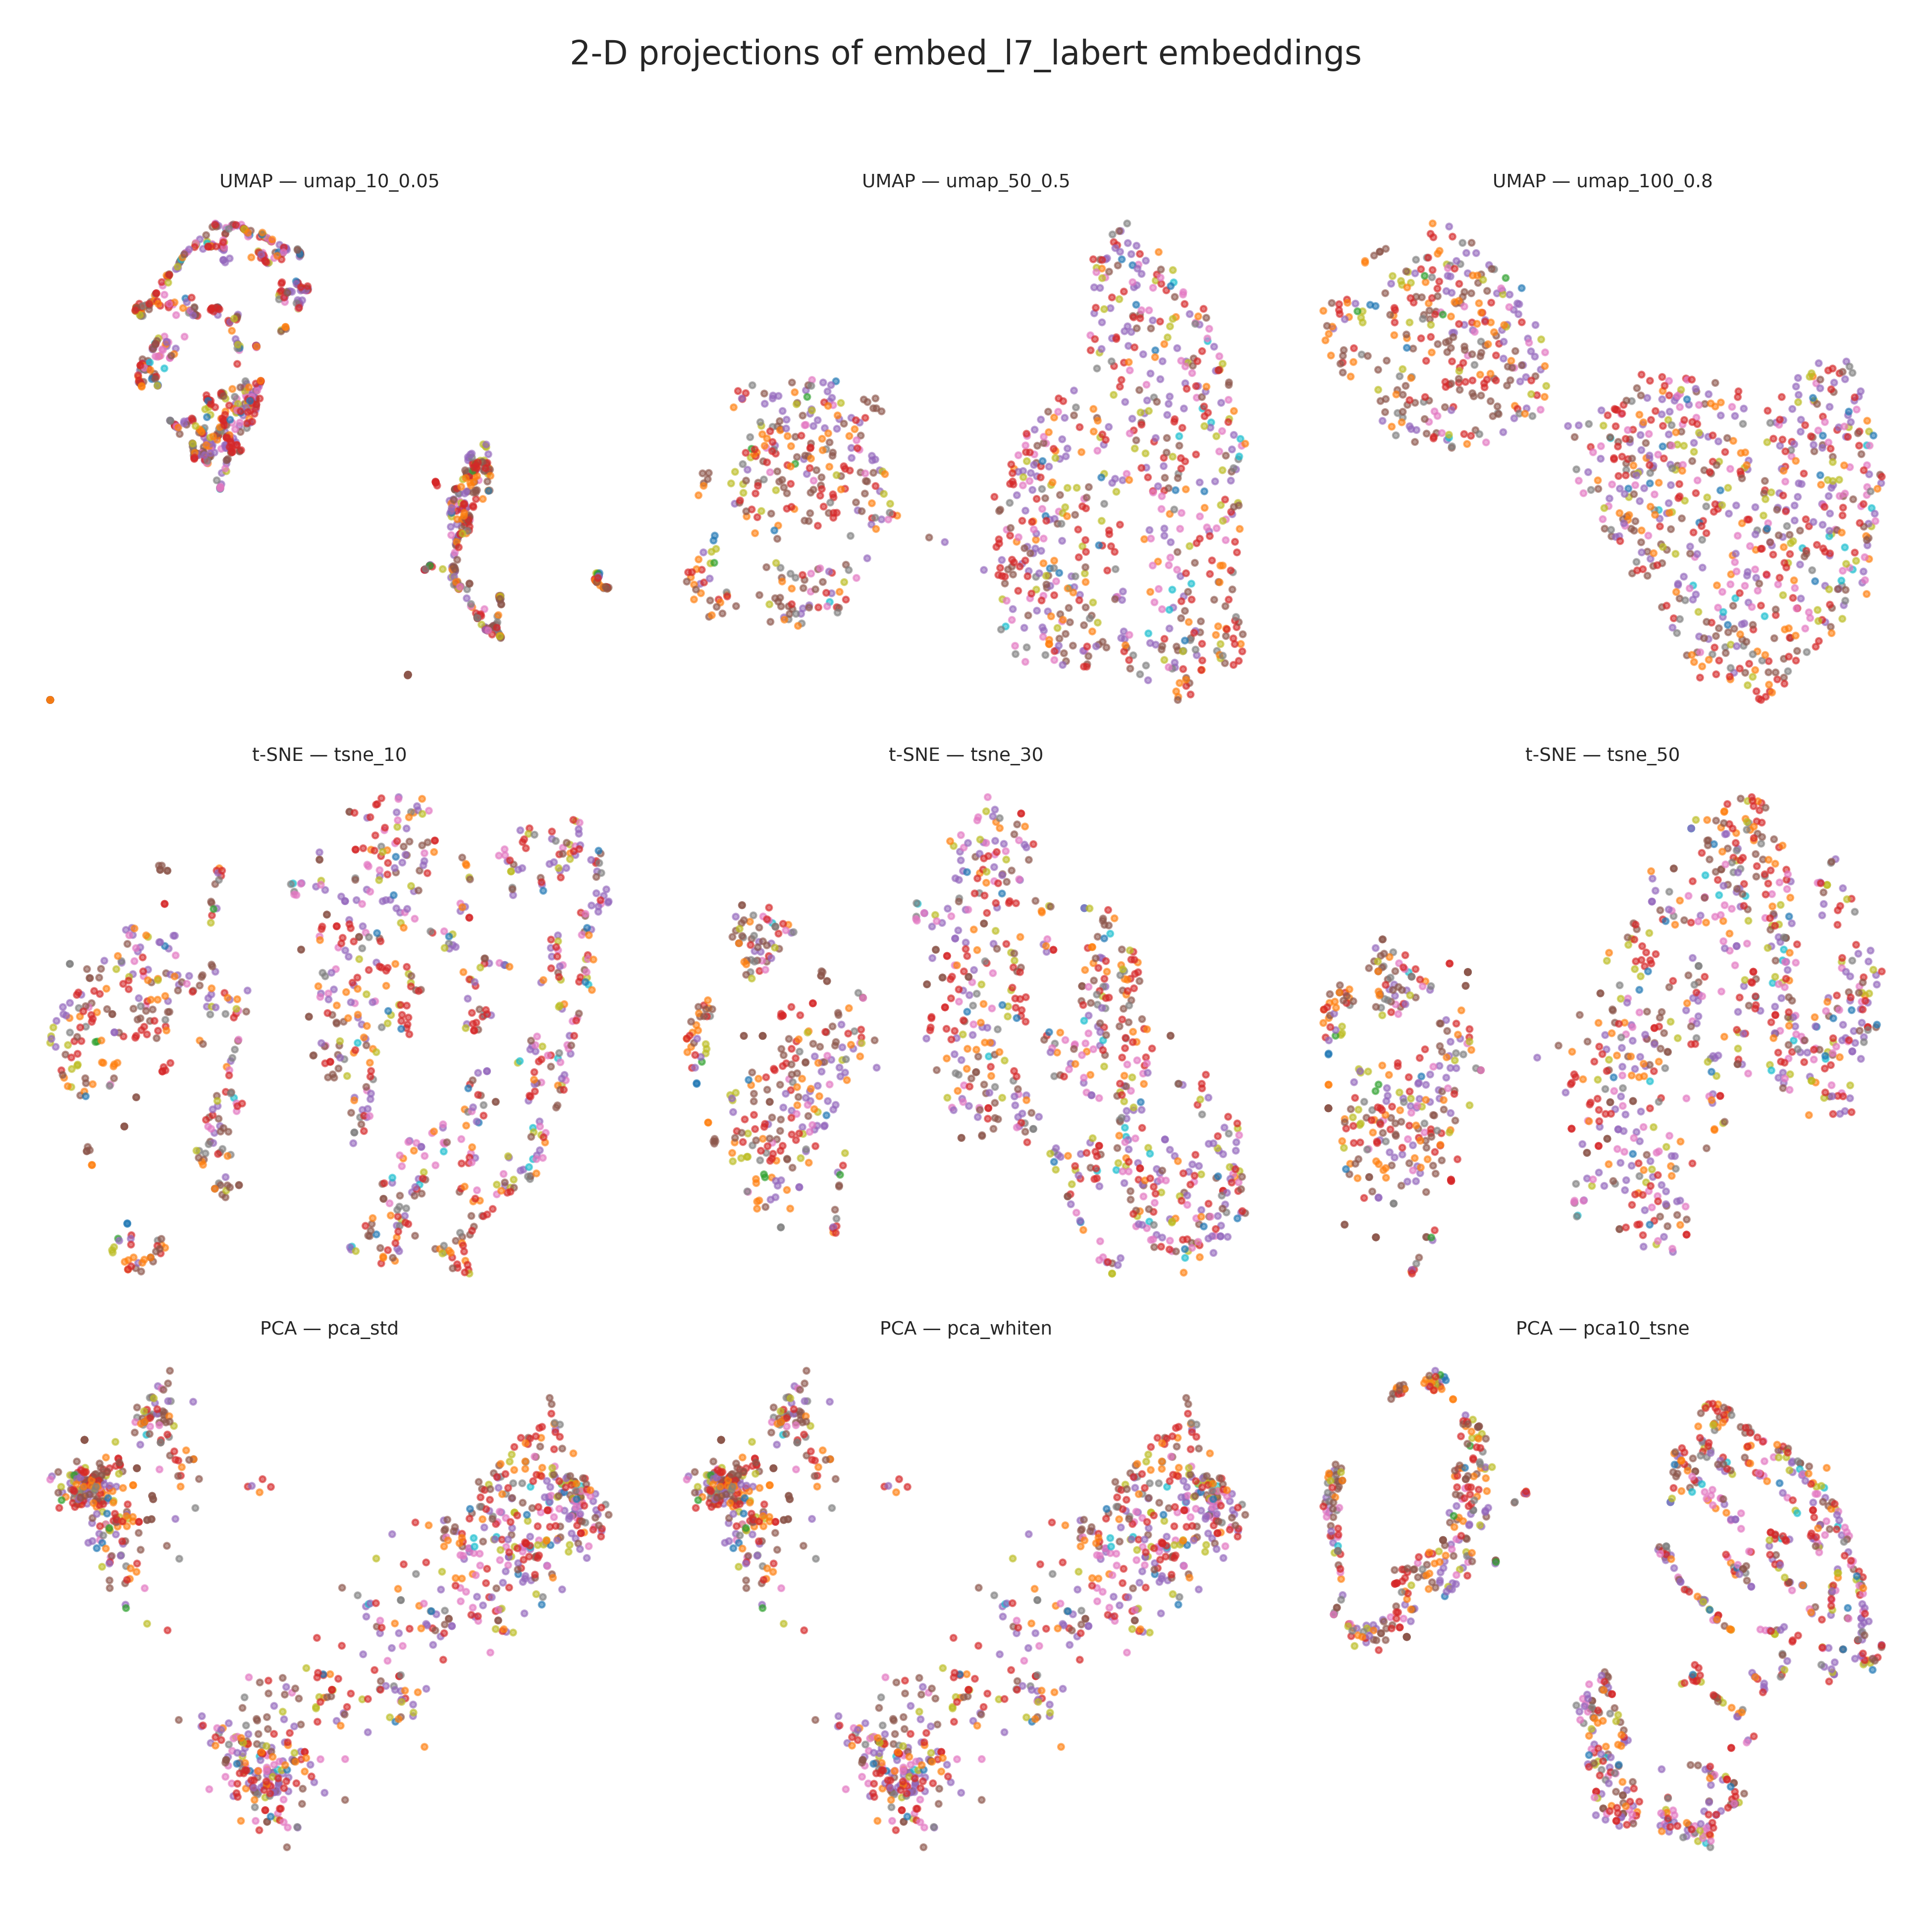 2-D projections of embed_l7_labert embeddings
UMAP — umap_10_0.05
UMAP — umap_50_0.5
UMAP — umap_100_0.8
t-SNE — tsne_10
t-SNE — tsne_30
t-SNE — tsne_50
PCA — pca_std
PCA — pca_whiten
PCA — pca10_tsne